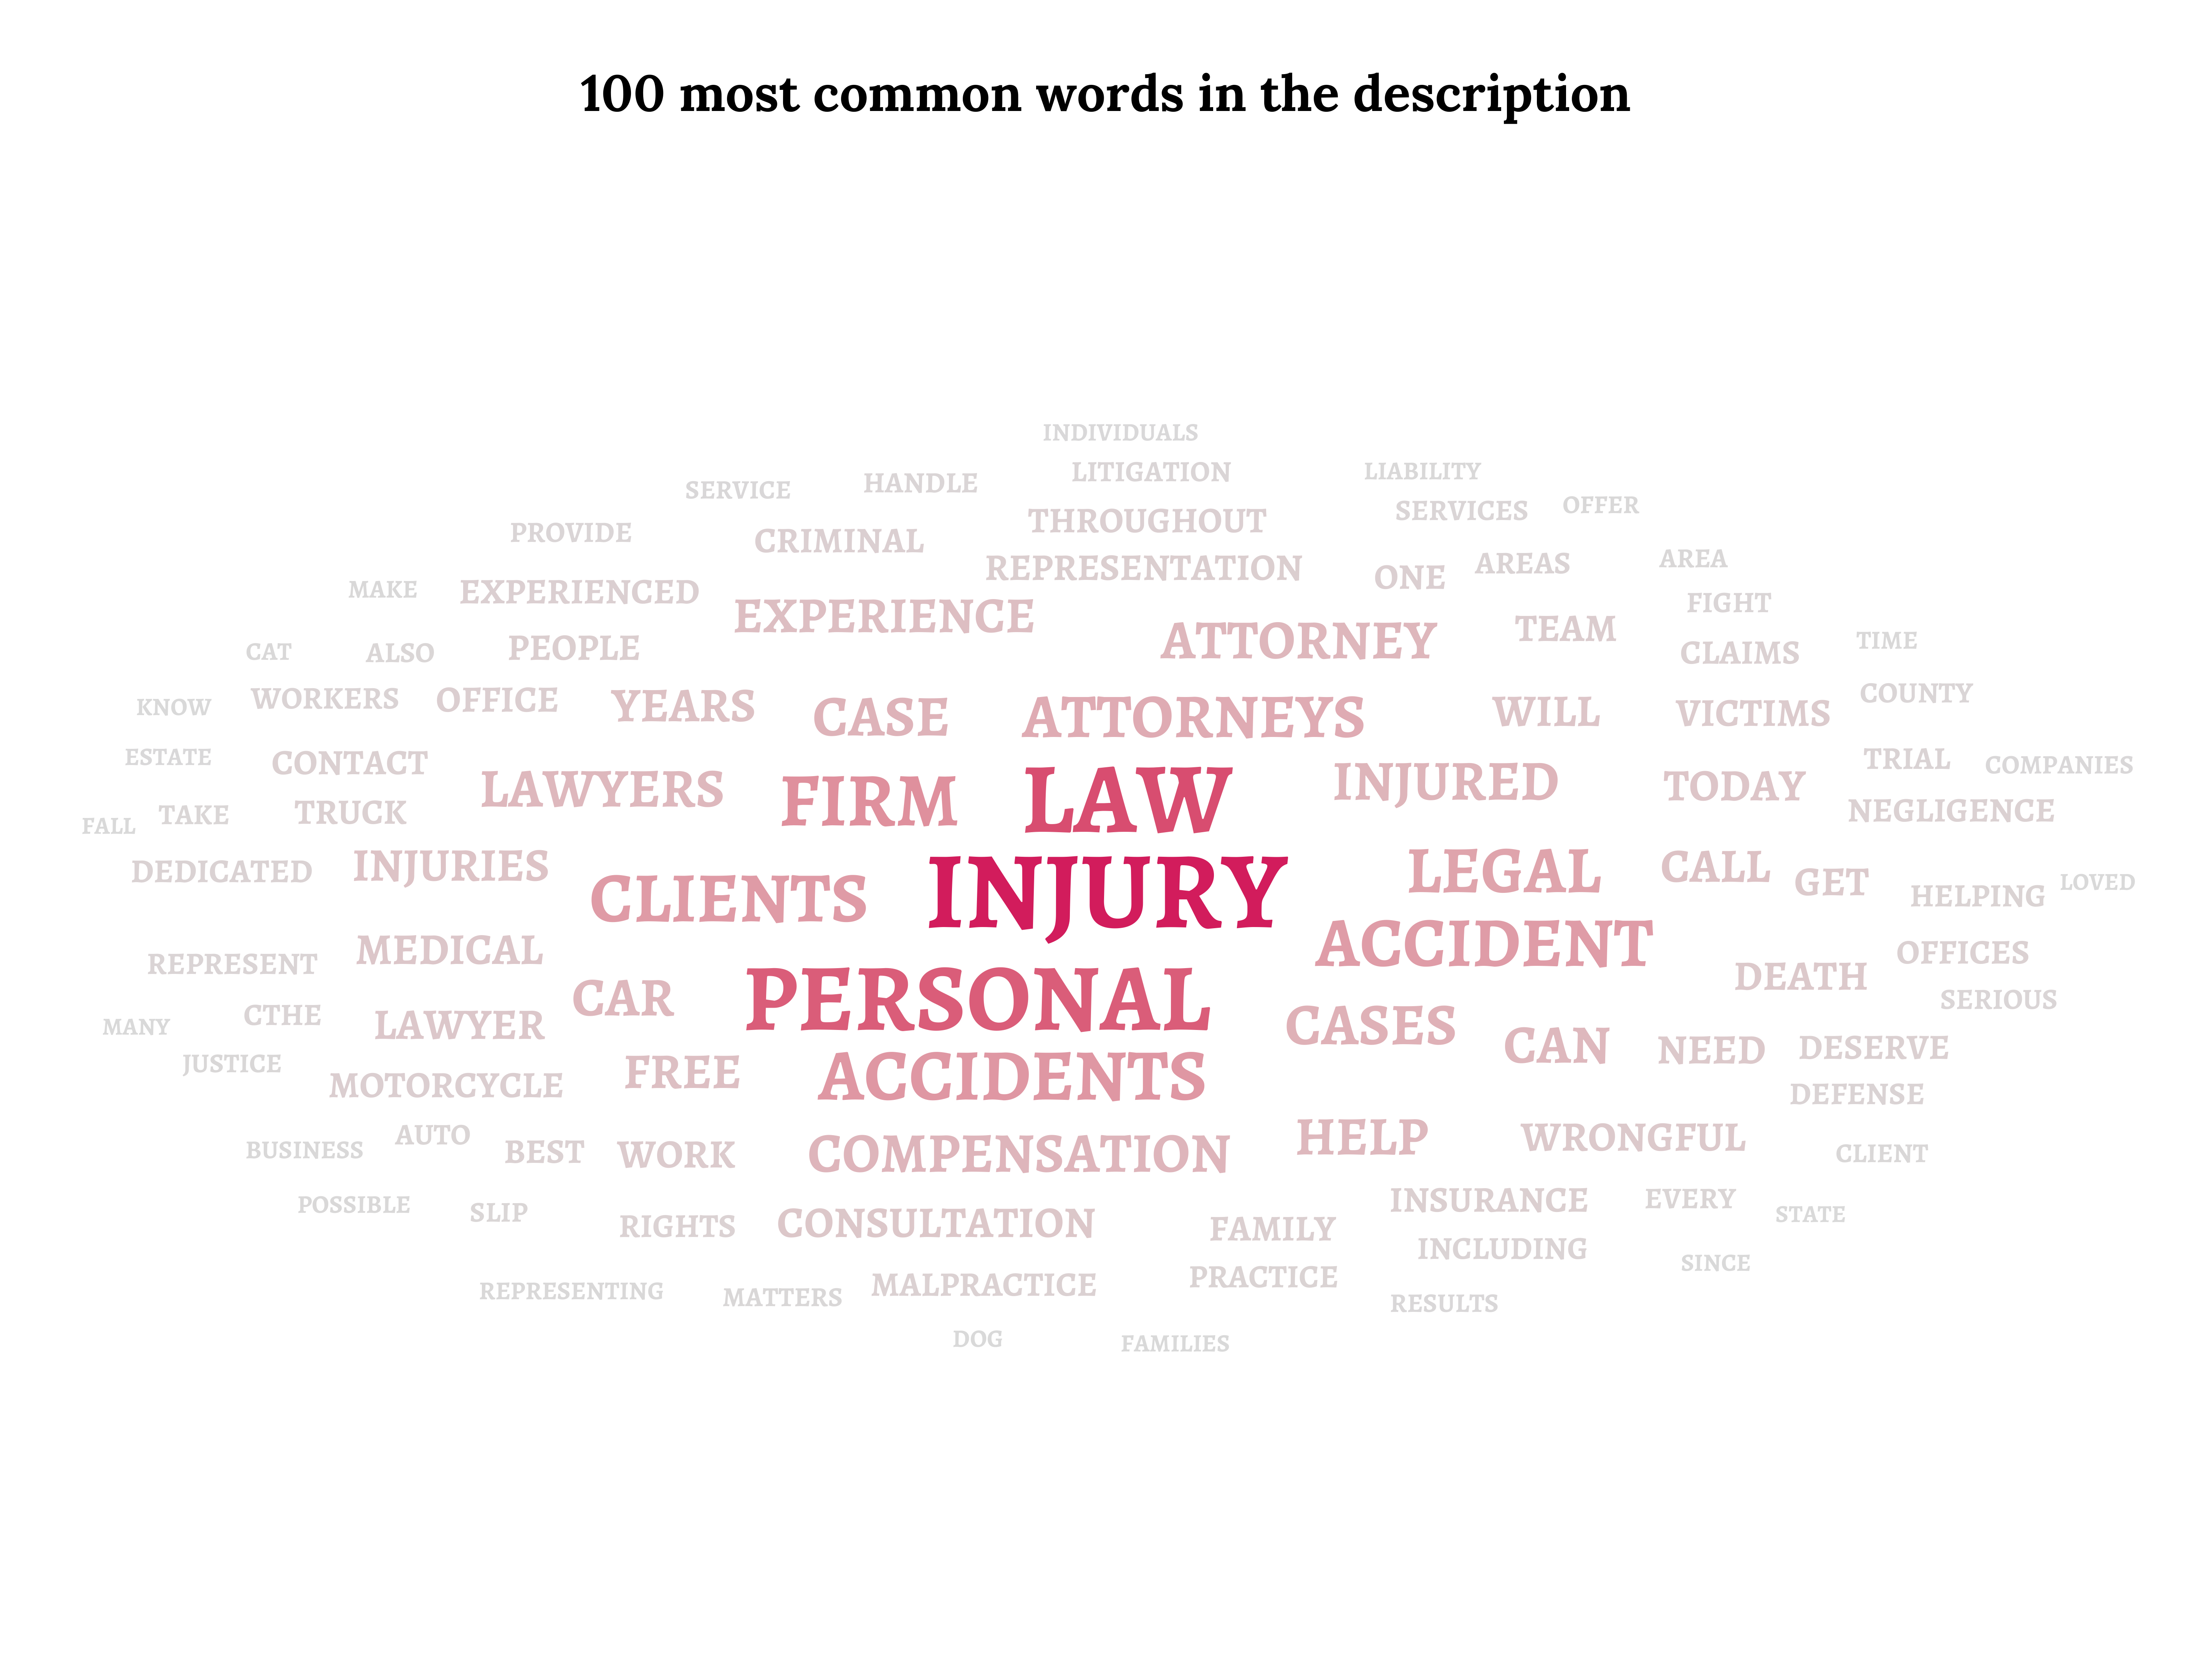 100 most common words in the description
INDIVIDUALS
SERVICE HANDLE LITIGATION LIABILITY
SERVICES OFFER
PROVIDE CRIMINAL THROUGHOUT
REPRESENTATION ONE AREAS AREA
MAKE EXPERIENCED EXPERIENCE FIGHT
CAT ALSO PEOPLE ATTORNEY TEAM CLAIMS TIME
KNOW WORKERS OFFICE YEARS CASE ATTORNEYS WILL VICTIMS COUNTY
ESTATE CONTACT LAWYERS FIRM LAW INJURED TODAY TRIAL COMPANIES
FALL TAKE TRUCK NEGLIGENCE
DEDICATED INJURIES CLIENTS INJURY LEGAL CALL GET HELPING LOVED
REPRESENT MEDICAL ACCIDENT DEATH OFFICES
CAR PERSONAL SERIOUS
MANY CTHE LAWYER CASES CAN NEED DESERVE
JUSTICE MOTORCYCLE FREE ACCIDENTS DEFENSE
BUSINESS AUTO BEST WORK COMPENSATION HELP WRONGFUL CLIENT
POSSIBLE SLIP RIGHTS CONSULTATION FAMILY INSURANCE EVERY STATE
INCLUDING SINCE
REPRESENTING MATTERS MALPRACTICE PRACTICE RESULTS
DOG FAMILIES